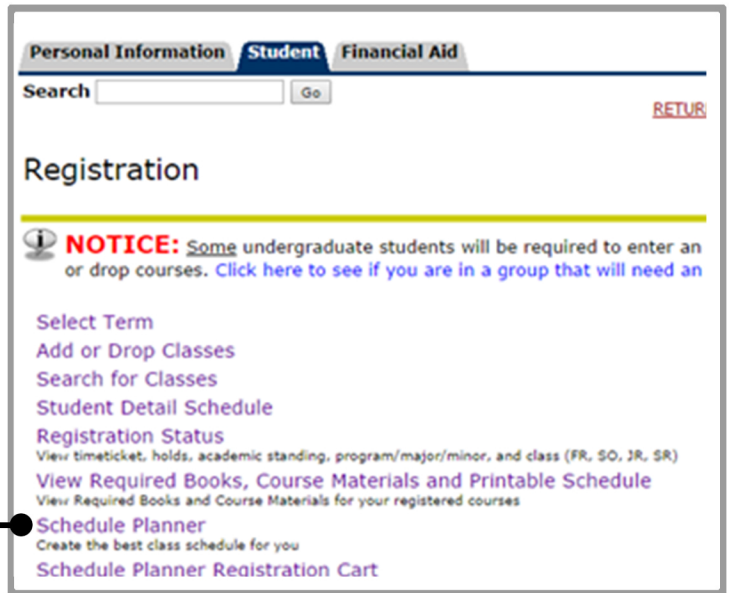 Personal Information Student Financial Aid
Search Go
RETUR
Registration
NOTICE: Some undergraduate students will be required to enter an
or drop courses. Click here to see if you are in a group that will need an
Select Term
Add or Drop Classes
Search for Classes
Student Detail Schedule
Registration Status
View timeticket, holds, academic standing, program/major/minor, and class (FR, SO, JR, SR)
View Required Books, Course Materials and Printable Schedule
View Required Books and Course Materials for your registered courses
Schedule Planner
Create the best class schedule for you
Schedule Planner Registration Cart